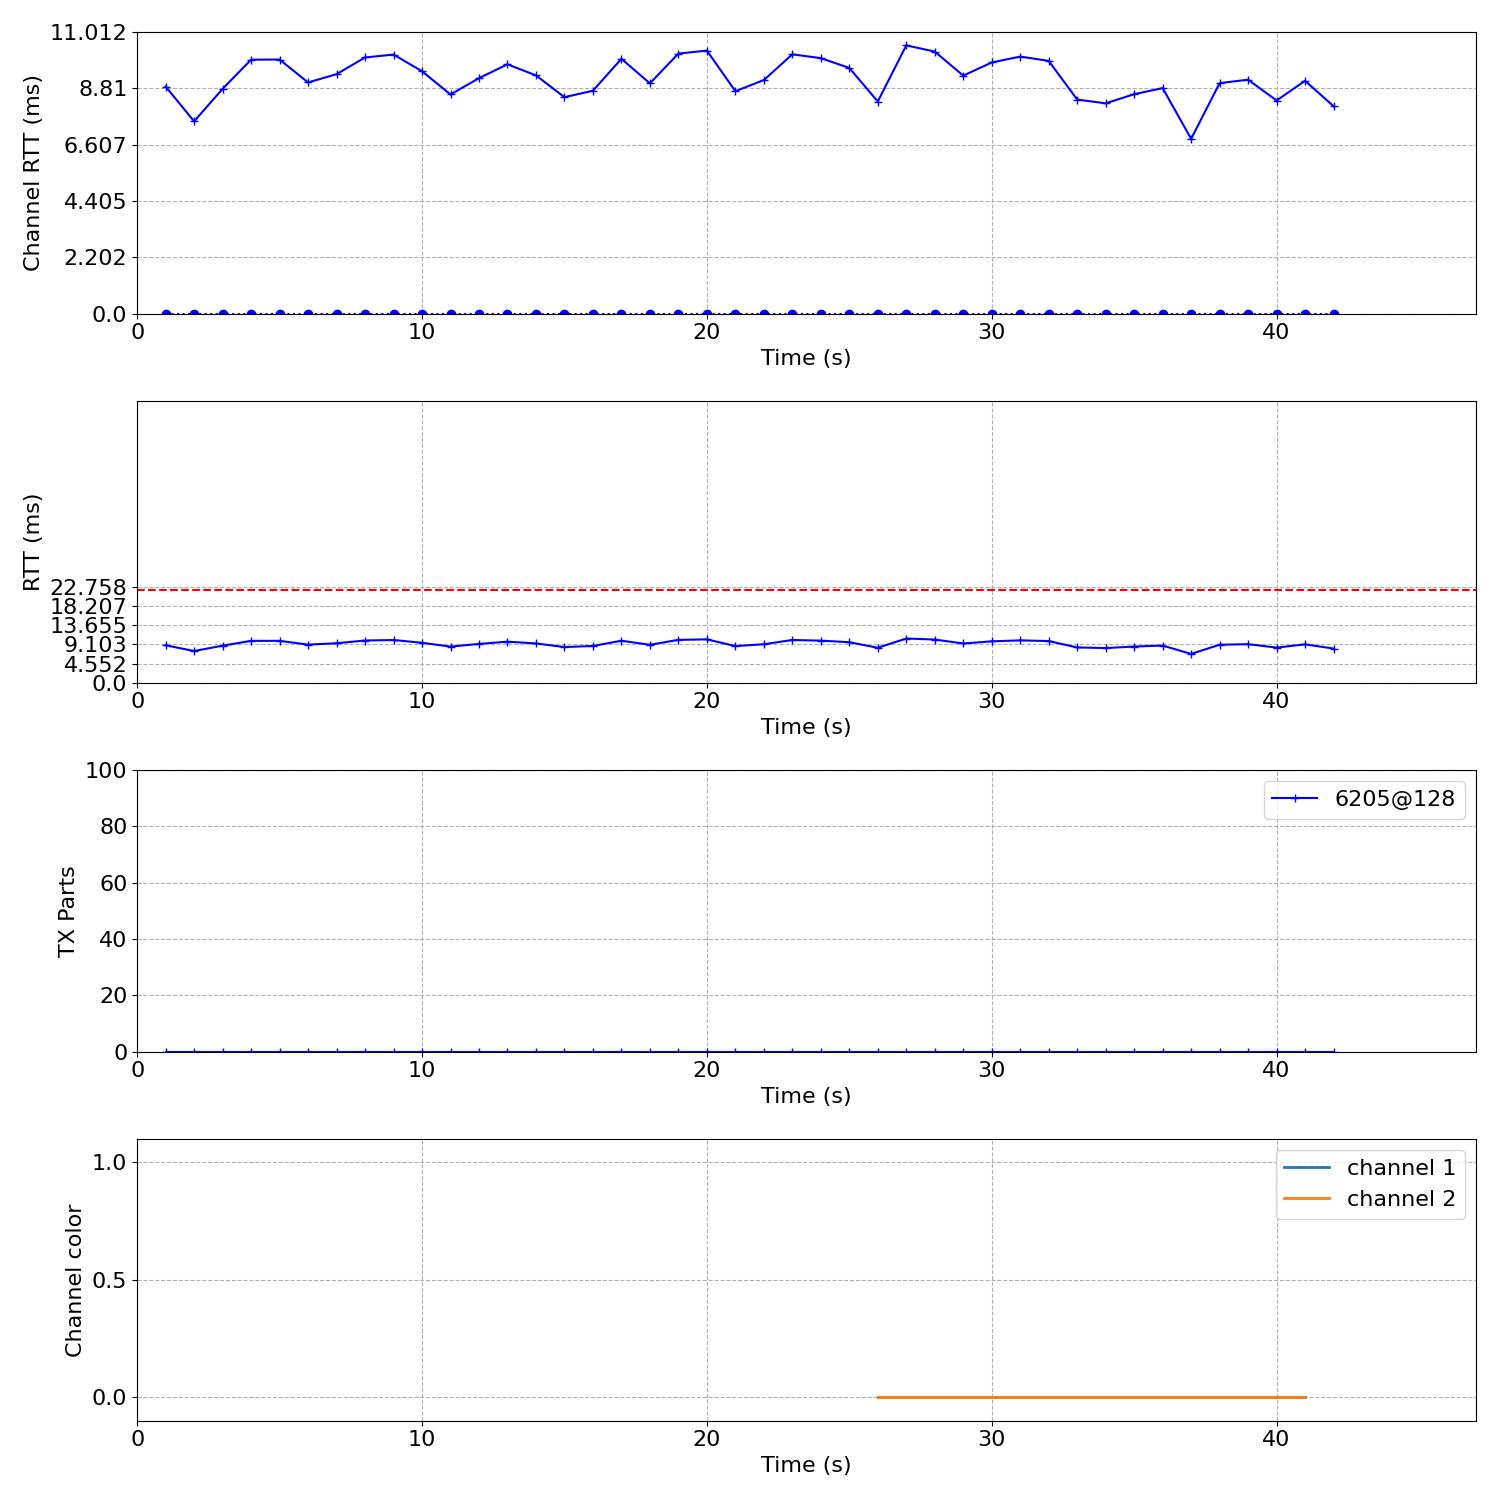 11.012
8.81
6.607
4.405
2.202
0.0
Channel RTT (ms)
0 10 20 30 40
Time (s)
22.758
18.207
13.655
9.103
4.552
0.0
RTT (ms)
0 10 20 30 40
Time (s)
100
80
60
40
20
0
TX Parts
6205@128
0 10 20 30 40
Time (s)
1.0
0.5
0.0
Channel color
channel 1
channel 2
0 10 20 30 40
Time (s)